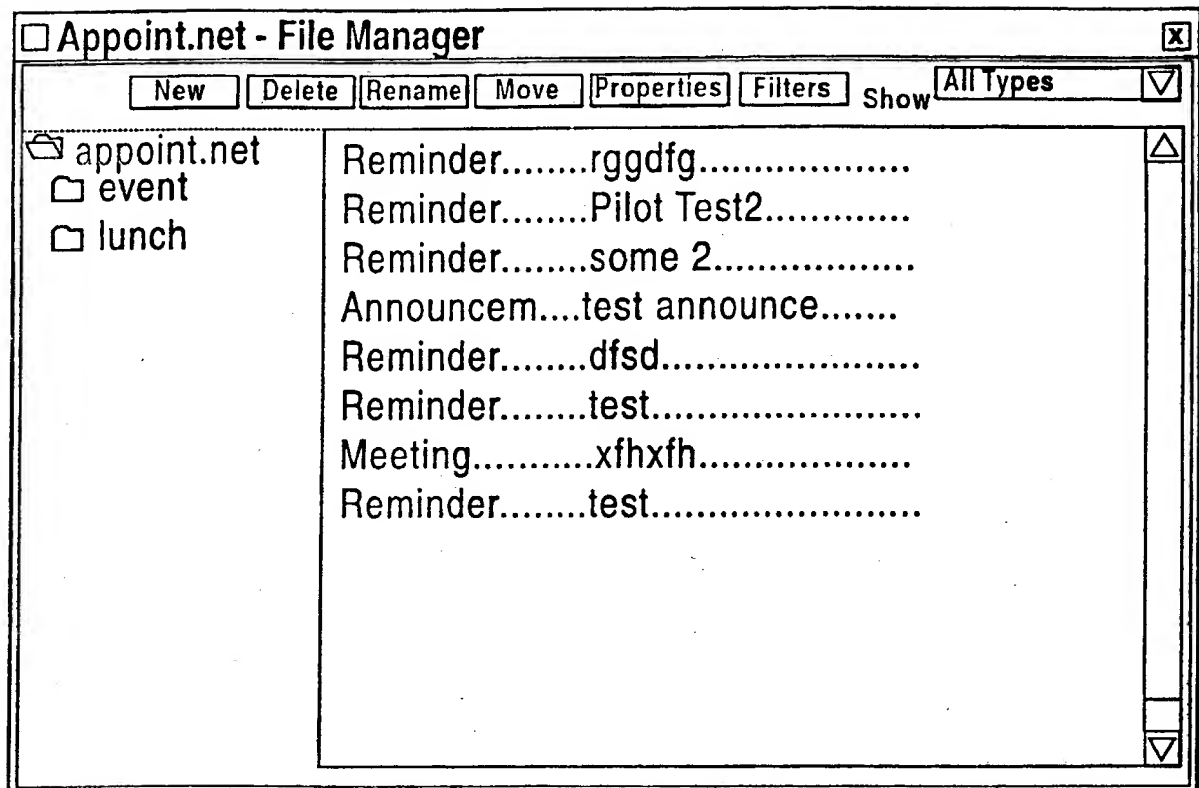 Appoint.net - File Manager X
New Delete Rename Move Properties Filters Show All Types
appoint.net
event
lunch
Reminder........rggdfg...................
Reminder........Pilot Test2.............
Reminder........some 2..................
Announcem....test announce.......
Reminder........dfsd.......................
Reminder........test........................
Meeting...........xfhxfh...................
Reminder........test........................